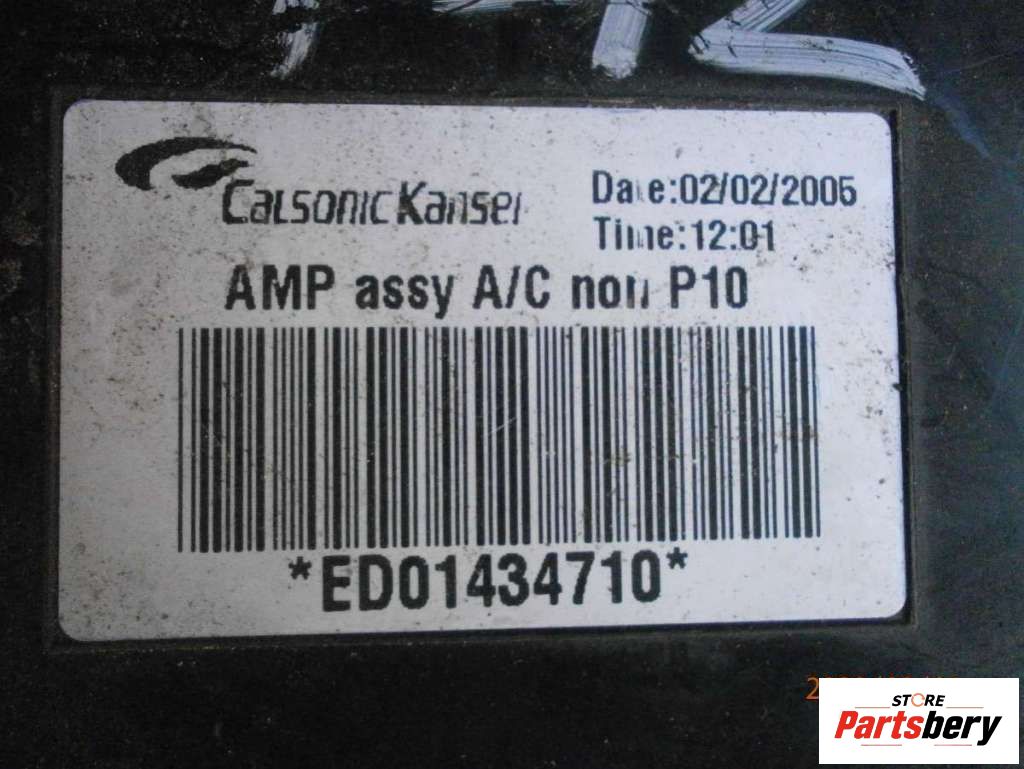 CalsonicKansei
Date:02/02/2005
Time:12:01
AMP assy A/C non P10
*ED01434710*
STORE
Partsbery